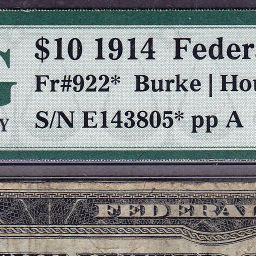 $10 1914 Feder
Fr#922* Burke | Hou
S/N E143805* pp A
G
Y
FEDERAL